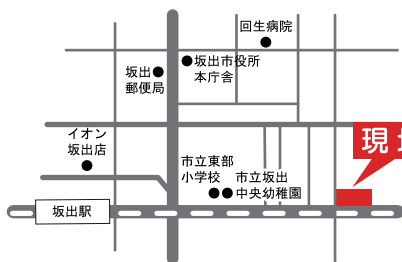 回生病院
坂出市役所
本庁舎
坂出
郵便局
イオン
坂出店
現
市立東部
小学校
市立坂出
中央幼稚園
坂出駅